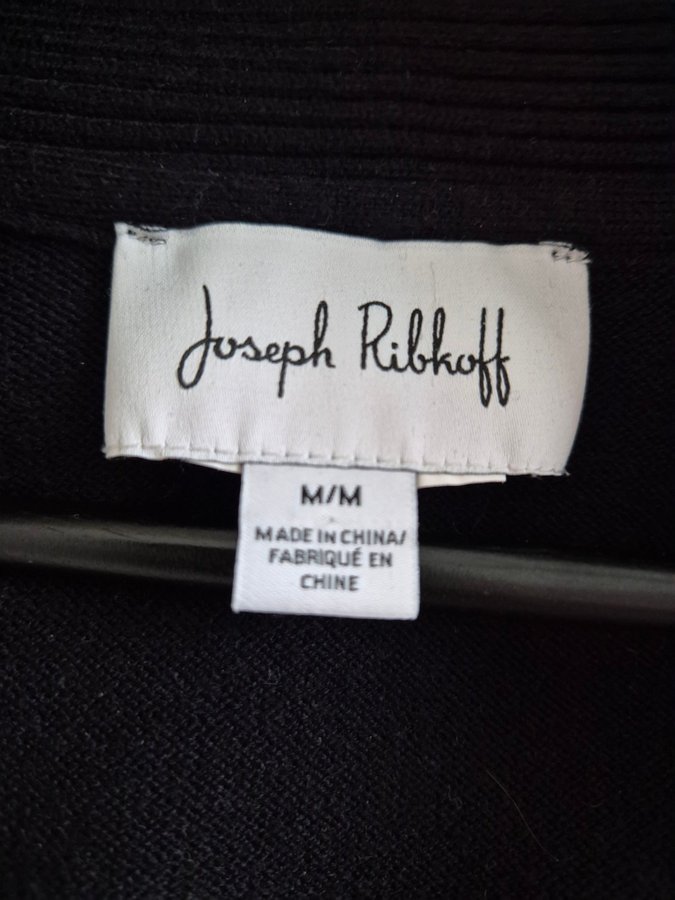 Joseph Ribkoff
M/M
MADE IN CHINA/
FABRIQUÉ EN
CHINE